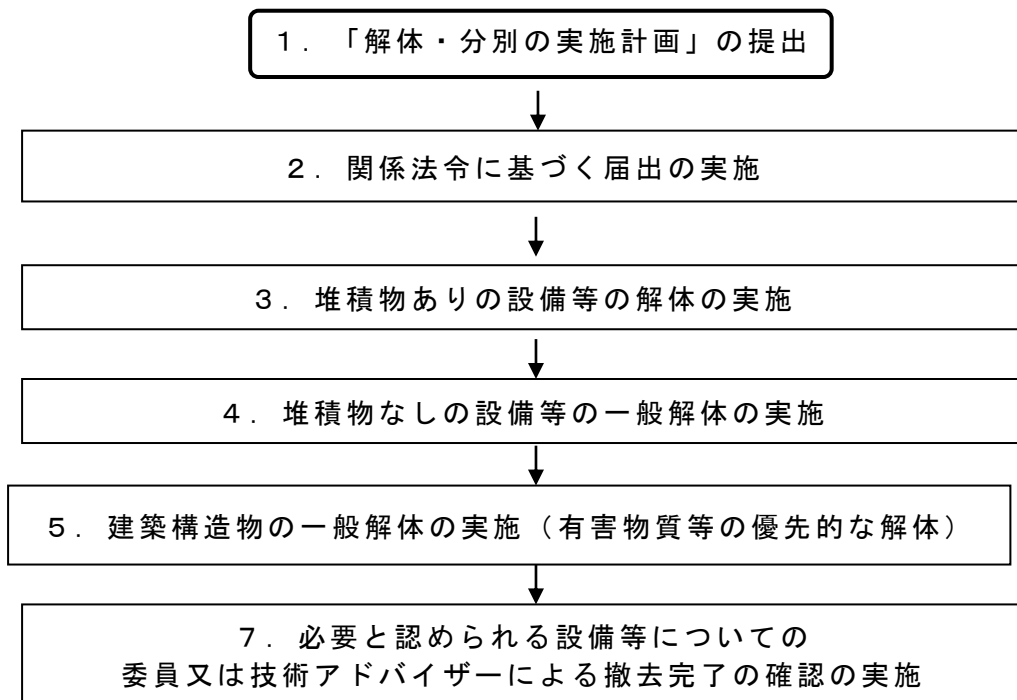 １．「解体・分別の実施計画」の提出
２．関係法令に基づく届出の実施
３．堆積物ありの設備等の解体の実施
４．堆積物なしの設備等の一般解体の実施
５．建築構造物の一般解体の実施（有害物質等の優先的な解体）
７．必要と認められる設備等についての
委員又は技術アドバイザーによる撤去完了の確認の実施